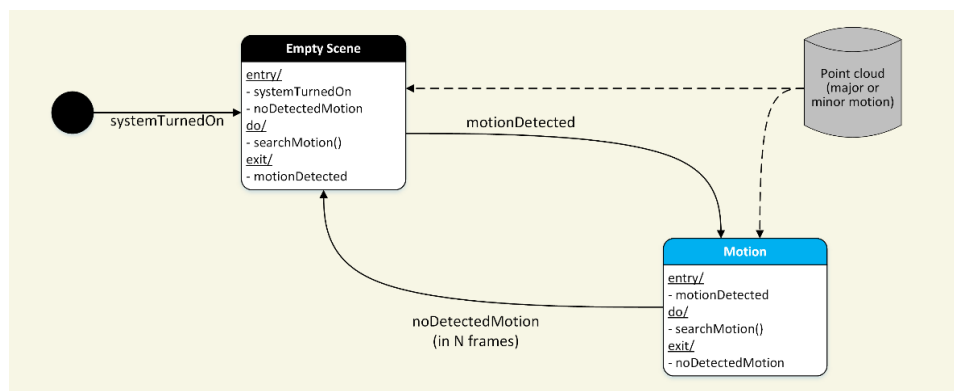 Empty Scene
entry/
- systemTurnedOn
- noDetectedMotion
do/
- searchMotion()
exit/
- motionDetected
systemTurnedOn
motionDetected
Point cloud
(major or
minor motion)
noDetectedMotion
(in N frames)
Motion
entry/
- motionDetected
do/
- searchMotion()
exit/
- noDetectedMotion